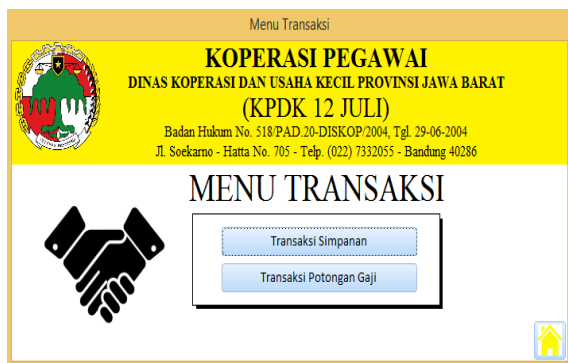 Menu Transaksi
KOPERASI PEGAWAI
DINAS KOPERASI DAN USAHA KECIL PROVINSI JAWA BARAT
(KPDK 12 JULI)
Badan Hukum No. 518/PAD.20-DISKOP/2004, Tgl. 29-06-2004
Jl. Soekarno - Hatta No. 705 - Telp. (022) 7332055 - Bandung 40286
MENU TRANSAKSI
Transaksi Simpanan
Transaksi Potongan Gaji